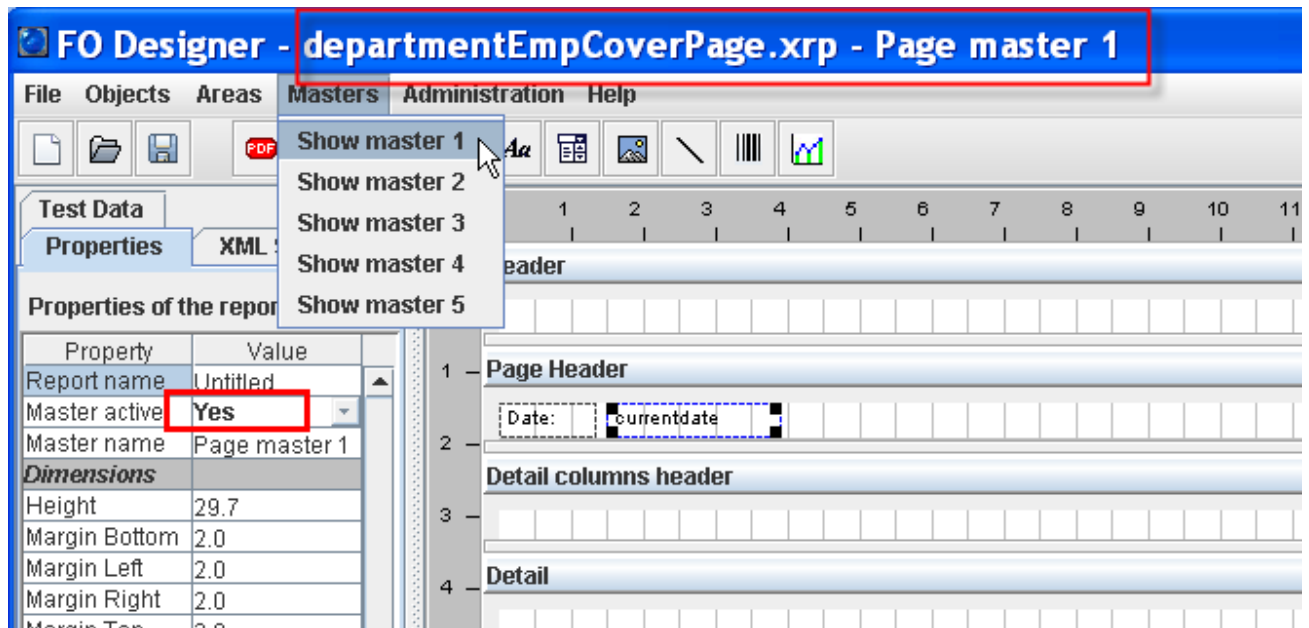 FO Designer - departmentEmpCoverPage.xrp - Page master 1
File Objects Areas Masters Administration Help
PDF Aa
Show master 1
Show master 2
Show master 3
Show master 4
Show master 5
Test Data
Properties XML
1 2 3 4 5 6 7 8 9 10 11
eader
Properties of the repor
Property Value
Report name Untitled
Master active Yes
Master name Page master 1
Dimensions
Height 29.7
Margin Bottom 2.0
Margin Left 2.0
Margin Right 2.0
Margin Top 2.0
1 Page Header
Date: currentdate
2
Detail columns header
3
Detail
4